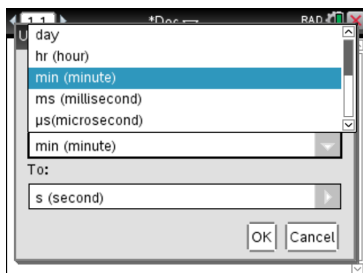 1.1
*Doc
RAD
U
day
hr (hour)
min (minute)
ms (millisecond)
µs(microsecond)
min (minute)
To:
s (second)
OK Cancel